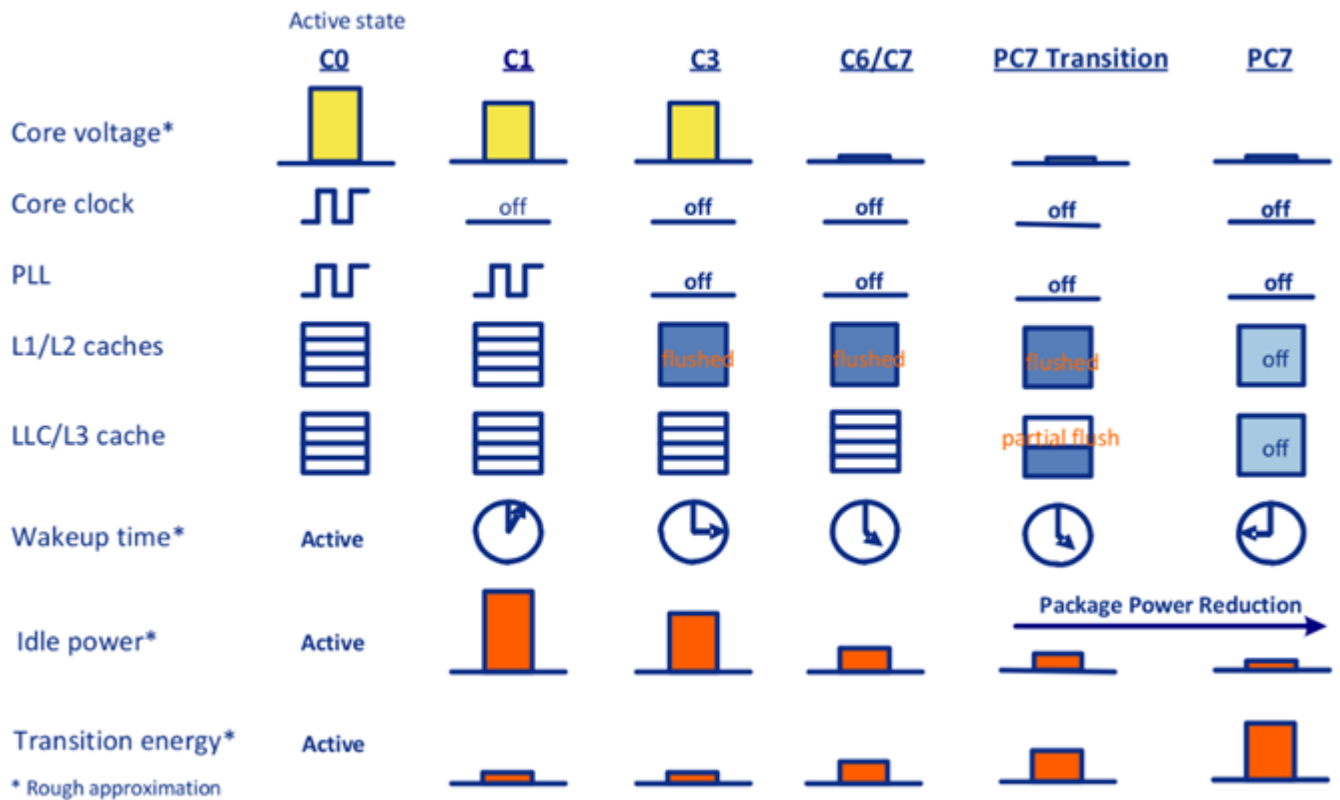 Active state
C0 C1 C3 C6/C7 PC7 Transition PC7
Core voltage*
Core clock off off off off off
PLL off off off off
L1/L2 caches flushed flushed flushed off
LLC/L3 cache partial flush off
Wakeup time* Active
Package Power Reduction
Idle power* Active
Transition energy* Active
* Rough approximation